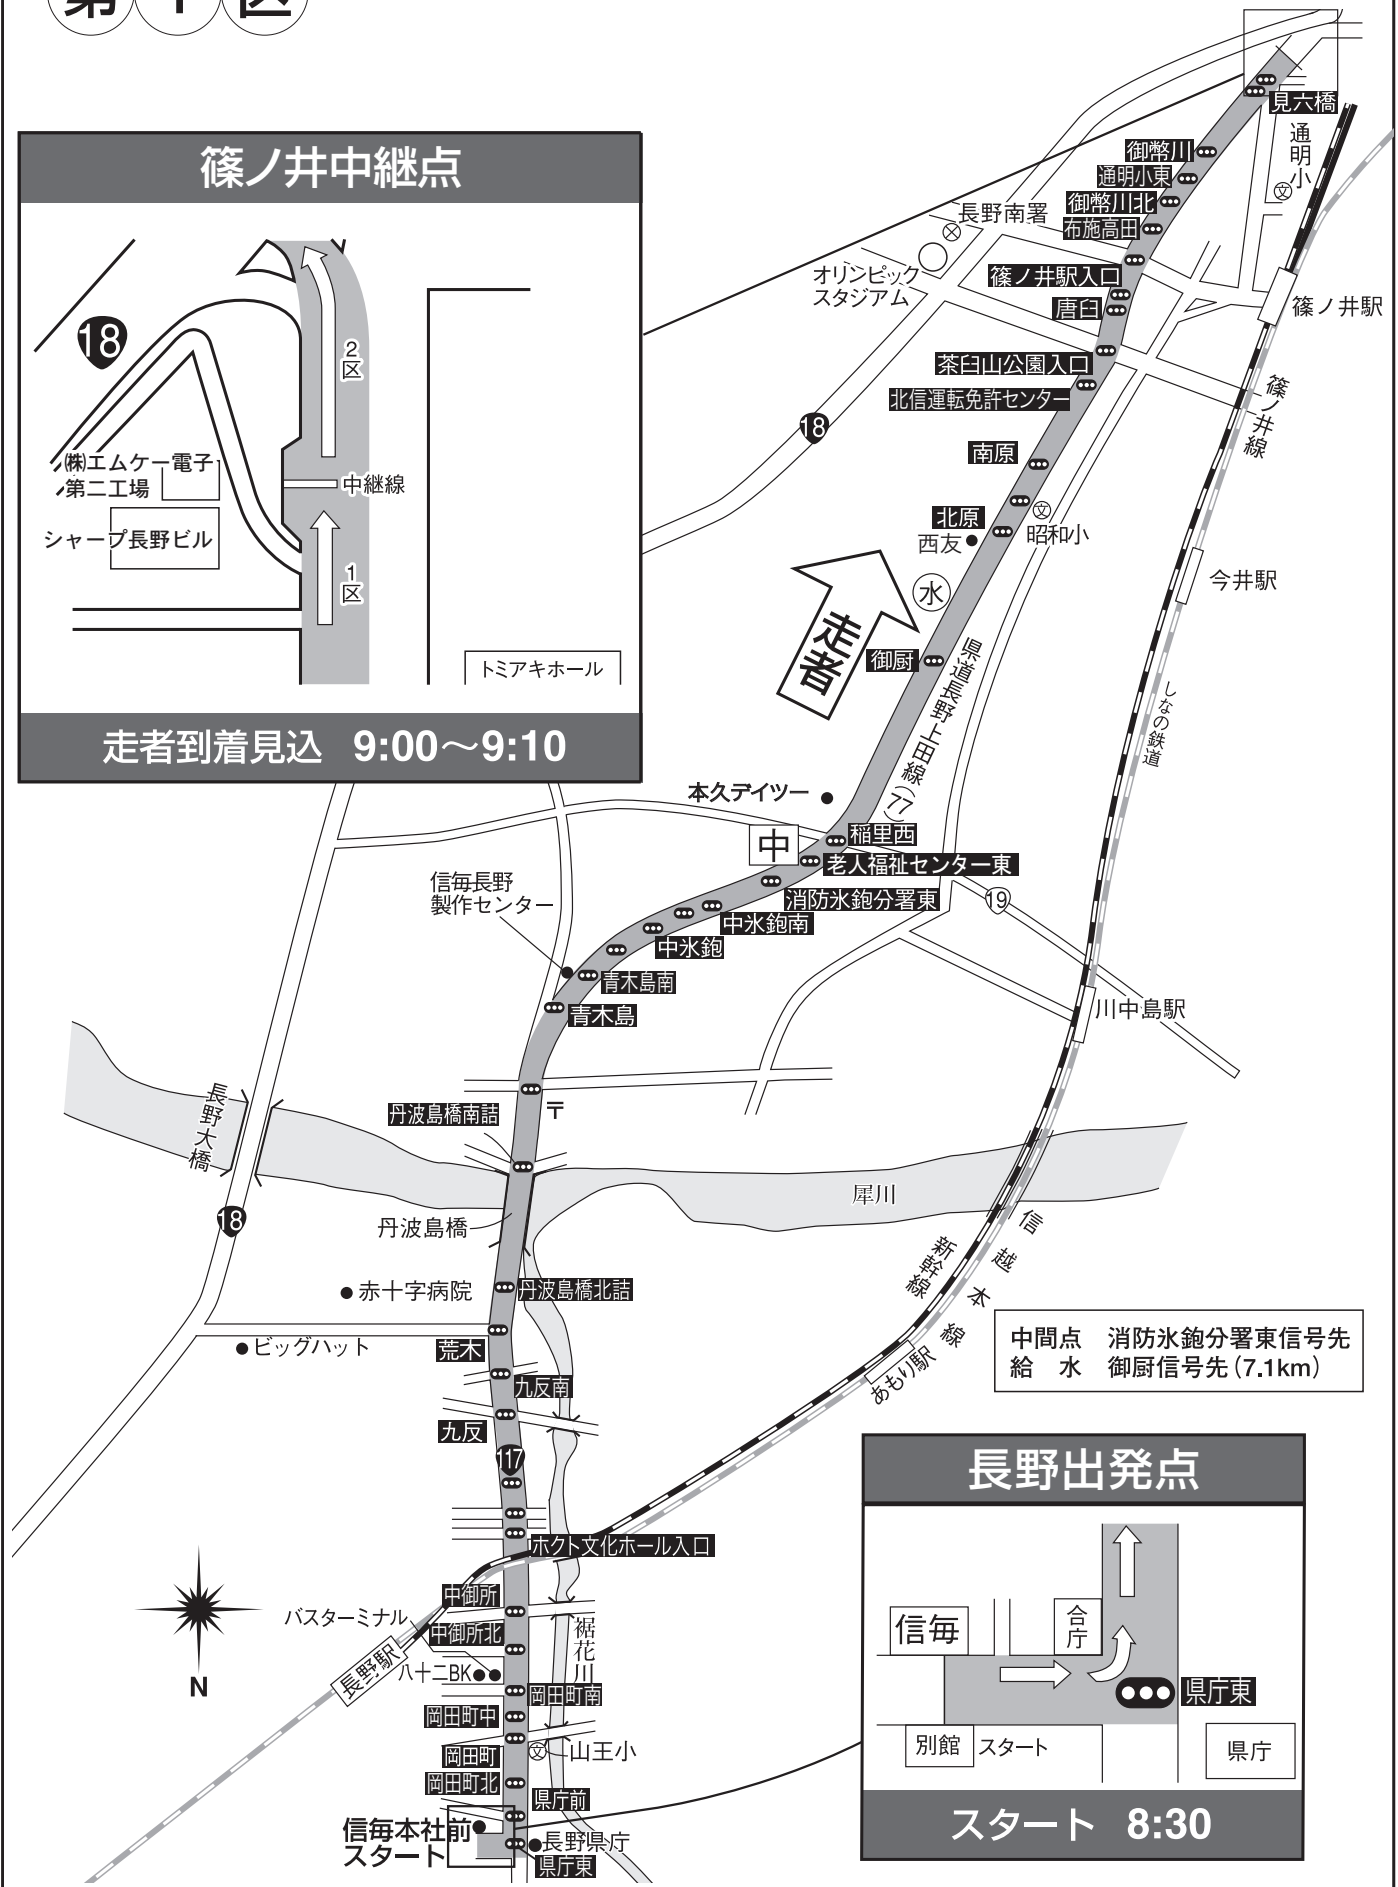 第1区
見六橋
通明小
御幣川
通明小東
御幣川北
布施高田
長野南署
オリンピック
スタジアム
篠ノ井駅入口
唐臼
篠ノ井駅
茶臼山公園入口
北信運転免許センター
篠ノ井線
18
南原
北原
西友
昭和小
今井駅
水
走者
御厨
県道長野上田線(77)
しなの鉄道
篠ノ井中継点
18
2区
㈱エムケー電子
第二工場
中継線
シャープ長野ビル
1区
トミアキホール
走者到着見込 9:00～9:10
本久デイツー
中
稲里西
老人福祉センター東
信毎長野
製作センター
消防氷鉋分署東
19
中氷鉋南
中氷鉋
青木島南
青木島
川中島駅
長野大橋
丹波島橋南詰
〒
犀川
18
丹波島橋
信越本線
新幹線
赤十字病院
丹波島橋北詰
ビッグハット
荒木
九反南
あもり駅
中間点 消防氷鉋分署東信号先
給 水 御厨信号先(7.1km)
九反
117
ホクト文化ホール入口
中御所
バスターミナル
中御所北
裾花川
長野駅
八十二BK
N
岡田町南
岡田町中
岡田町
文
山王小
岡田町北
県庁前
信毎本社前
スタート
長野県庁
県庁東
長野出発点
信毎
合庁
県庁東
別館
スタート
県庁
スタート 8:30